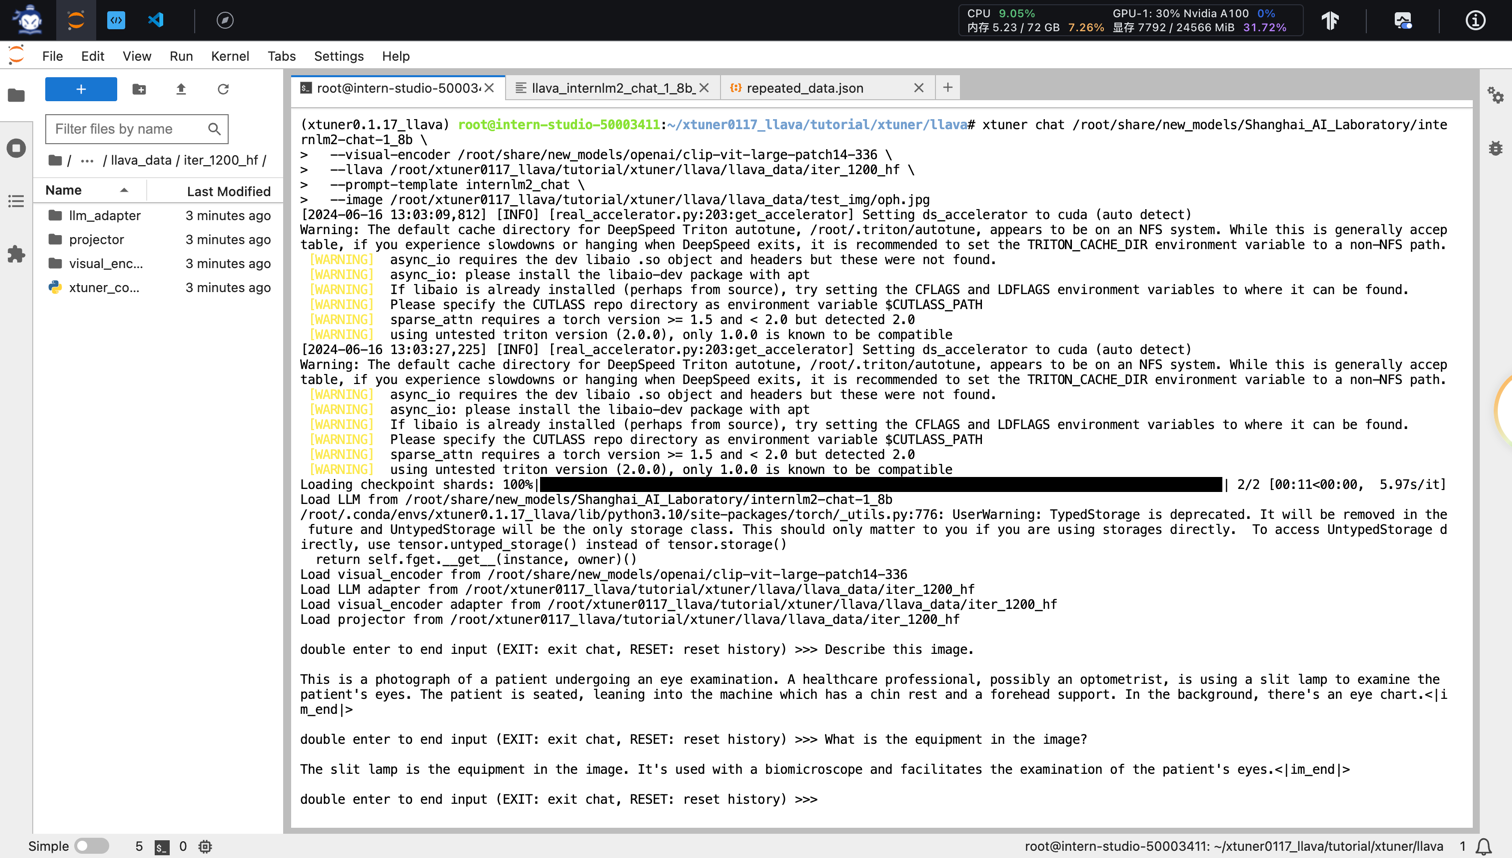 CPU 9.05% GPU-1: 30% Nvidia A100 0%
内存 5.23 / 72 GB 7.26% 显存 7792 / 24566 MiB 31.72%
File Edit View Run Kernel Tabs Settings Help
root@intern-studio-50003
llava_internlm2_chat_1_8b_
repeated_data.json
+
Filter files by name
/ ··· / llava_data / iter_1200_hf /
Name Last Modified
llm_adapter 3 minutes ago
projector 3 minutes ago
visual_enc... 3 minutes ago
xtuner_co... 3 minutes ago
(xtuner0.1.17_llava) root@intern-studio-50003411:~/xtuner0117_llava/tutorial/xtuner/llava# xtuner chat /root/share/new_models/Shanghai_AI_Laboratory/inte
rnlm2-chat-1_8b \
>   --visual-encoder /root/share/new_models/openai/clip-vit-large-patch14-336 \
>   --llava /root/xtuner0117_llava/tutorial/xtuner/llava/llava_data/iter_1200_hf \
>   --prompt-template internlm2_chat \
>   --image /root/xtuner0117_llava/tutorial/xtuner/llava/llava_data/test_img/oph.jpg
[2024-06-16 13:03:09,812] [INFO] [real_accelerator.py:203:get_accelerator] Setting ds_accelerator to cuda (auto detect)
Warning: The default cache directory for DeepSpeed Triton autotune, /root/.triton/autotune, appears to be on an NFS system. While this is generally accep
table, if you experience slowdowns or hanging when DeepSpeed exits, it is recommended to set the TRITON_CACHE_DIR environment variable to a non-NFS path.
[WARNING]  async_io requires the dev libaio .so object and headers but these were not found.
[WARNING]  async_io: please install the libaio-dev package with apt
[WARNING]  If libaio is already installed (perhaps from source), try setting the CFLAGS and LDFLAGS environment variables to where it can be found.
[WARNING]  Please specify the CUTLASS repo directory as environment variable $CUTLASS_PATH
[WARNING]  sparse_attn requires a torch version >= 1.5 and < 2.0 but detected 2.0
[WARNING]  using untested triton version (2.0.0), only 1.0.0 is known to be compatible
[2024-06-16 13:03:27,225] [INFO] [real_accelerator.py:203:get_accelerator] Setting ds_accelerator to cuda (auto detect)
Warning: The default cache directory for DeepSpeed Triton autotune, /root/.triton/autotune, appears to be on an NFS system. While this is generally accep
table, if you experience slowdowns or hanging when DeepSpeed exits, it is recommended to set the TRITON_CACHE_DIR environment variable to a non-NFS path.
[WARNING]  async_io requires the dev libaio .so object and headers but these were not found.
[WARNING]  async_io: please install the libaio-dev package with apt
[WARNING]  If libaio is already installed (perhaps from source), try setting the CFLAGS and LDFLAGS environment variables to where it can be found.
[WARNING]  Please specify the CUTLASS repo directory as environment variable $CUTLASS_PATH
[WARNING]  sparse_attn requires a torch version >= 1.5 and < 2.0 but detected 2.0
[WARNING]  using untested triton version (2.0.0), only 1.0.0 is known to be compatible
Loading checkpoint shards: 100%| | 2/2 [00:11<00:00,  5.97s/it]
Load LLM from /root/share/new_models/Shanghai_AI_Laboratory/internlm2-chat-1_8b
/root/.conda/envs/xtuner0.1.17_llava/lib/python3.10/site-packages/torch/_utils.py:776: UserWarning: TypedStorage is deprecated. It will be removed in the
future and UntypedStorage will be the only storage class. This should only matter to you if you are using storages directly.  To access UntypedStorage d
irectly, use tensor.untyped_storage() instead of tensor.storage()
return self.fget.__get__(instance, owner)()
Load visual_encoder from /root/share/new_models/openai/clip-vit-large-patch14-336
Load LLM adapter from /root/xtuner0117_llava/tutorial/xtuner/llava/llava_data/iter_1200_hf
Load visual_encoder adapter from /root/xtuner0117_llava/tutorial/xtuner/llava/llava_data/iter_1200_hf
Load projector from /root/xtuner0117_llava/tutorial/xtuner/llava/llava_data/iter_1200_hf
double enter to end input (EXIT: exit chat, RESET: reset history) >>> Describe this image.
This is a photograph of a patient undergoing an eye examination. A healthcare professional, possibly an optometrist, is using a slit lamp to examine the
patient's eyes. The patient is seated, leaning into the machine which has a chin rest and a forehead support. In the background, there's an eye chart.<|i
m_end|>
double enter to end input (EXIT: exit chat, RESET: reset history) >>> What is the equipment in the image?
The slit lamp is the equipment in the image. It's used with a biomicroscope and facilitates the examination of the patient's eyes.<|im_end|>
double enter to end input (EXIT: exit chat, RESET: reset history) >>>
Simple 5 0 root@intern-studio-50003411: ~/xtuner0117_llava/tutorial/xtuner/llava 1